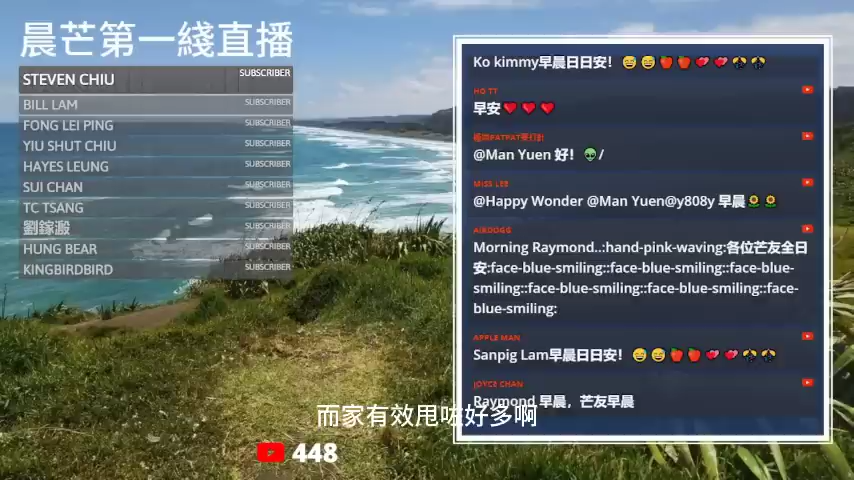 晨芒第一綫直播
STEVEN CHIU SUBSCRIBER
BILL LAM SUBSCRIBER
FONG LEI PING SUBSCRIBER
YIU SHUT CHIU SUBSCRIBER
HAYES LEUNG SUBSCRIBER
SUI CHAN SUBSCRIBER
TC TSANG SUBSCRIBER
劉鎵澱 SUBSCRIBER
HUNG BEAR SUBSCRIBER
KINGBIRDBIRD SUBSCRIBER
Ko kimmy早晨日日安! 😅😅🍎🍎
HO TT
早安❤❤❤
@Man Yuen 好! 👽/
MISS LEE
@Happy Wonder @Man Yuen@y808y 早晨🌻🌻
AIRDOGG
Morning Raymond..:hand-pink-waving:各位芒友全日
安:face-blue-smiling::face-blue-smiling::face-blue-
smiling::face-blue-smiling::face-blue-smiling::face-
blue-smiling:
APPLE MAN
Sanpig Lam早晨日日安! 😅😅🍎🍎
JOYCE CHAN
Raymond 早晨，芒友早晨
而家有效甩咗好多啊
448